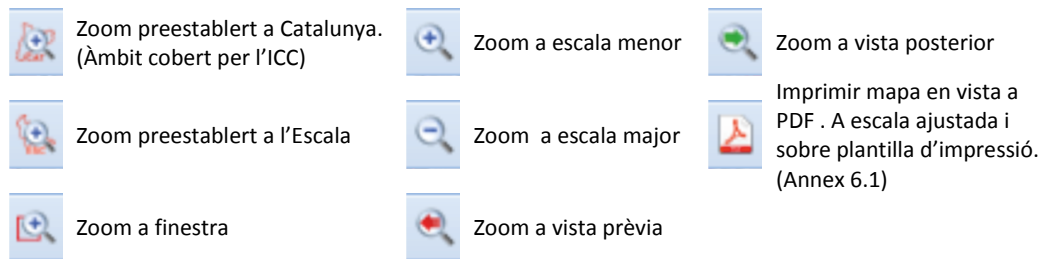 Zoom preestablert a Catalunya.
(Àmbit cobert per l’ICC)
Zoom preestablert a l’Escala
Zoom a finestra
Zoom a escala menor
Zoom  a escala major
Zoom a vista prèvia
Zoom a vista posterior
Imprimir mapa en vista a
PDF . A escala ajustada i
sobre plantilla d’impressió.
(Annex 6.1)